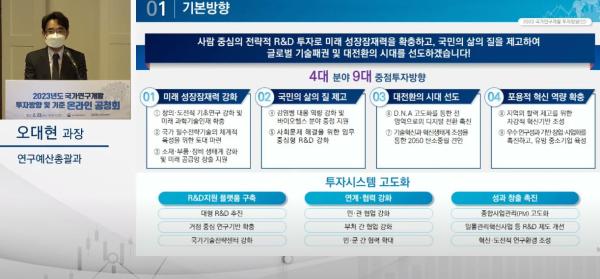 01 기본방향
2023 국가연구개발 투자방향(안)
사람 중심의 전략적 R&D 투자로 미래 성장잠재력을 확충하고, 국민의 삶의 질을 제고하여
글로벌 기술패권 및 대전환의 시대를 선도하겠습니다!
4대 분야 9대 중점투자방향
01 미래 성장잠재력 강화
① 창의·도전적 기초연구 강화 및
미래 과학기술인재 확충
② 국가 필수전략기술의 체계적
육성을 위한 토대 마련
③ 소재·부품·장비 생태계 강화
및 미래 공급망 창출 지원
02 국민의 삶의 질 제고
④ 감염병 대응 역량 강화 및
바이오헬스 분야 중점 지원
⑤ 사회문제 해결을 위한 임무
중심형 R&D 강화
03 대전환의 시대 선도
⑥ D.N.A 고도화를 통한 전
영역으로의 디지털 전환 촉진
⑦ 기술혁신과 혁신생태계 조성을
통한 2050 탄소중립 견인
04 포용적 혁신 역량 확충
⑧ 지역의 활력 제고를 위한
자강적 혁신기반 조성
⑨ 우수 연구성과 기반 창업·사업화를
촉진하고, 유망 중소기업 육성
투자시스템 고도화
R&D지원 플랫폼 구축
대형 R&D 추진
거점 중심 연구기반 확충
국가기술전략센터 강화
연계·협력 강화
민·관 협업 강화
부처 간 협업 강화
민·군 간 협력 확대
성과 창출 촉진
종합사업관리(PM) 고도화
일몰관리혁신사업 등 R&D 제도 개선
혁신·도전적 연구환경 조성
2023년도 국가연구개발
투자방향 및 기준 온라인 공청회
오대현 과장
연구예산총괄과